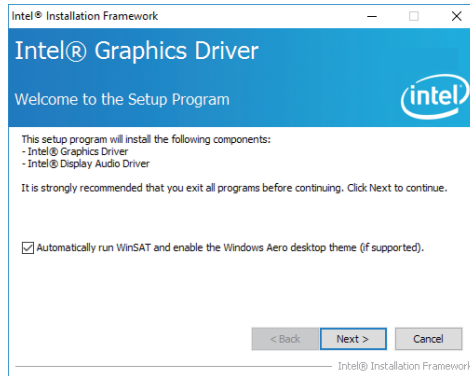 Intel® Installation Framework
Intel® Graphics Driver
Welcome to the Setup Program
intel
This setup program will install the following components:
- Intel® Graphics Driver
- Intel® Display Audio Driver
It is strongly recommended that you exit all programs before continuing. Click Next to continue.
Automatically run WinSAT and enable the Windows Aero desktop theme (if supported).
< Back
Next >
Cancel
Intel® Installation Framework